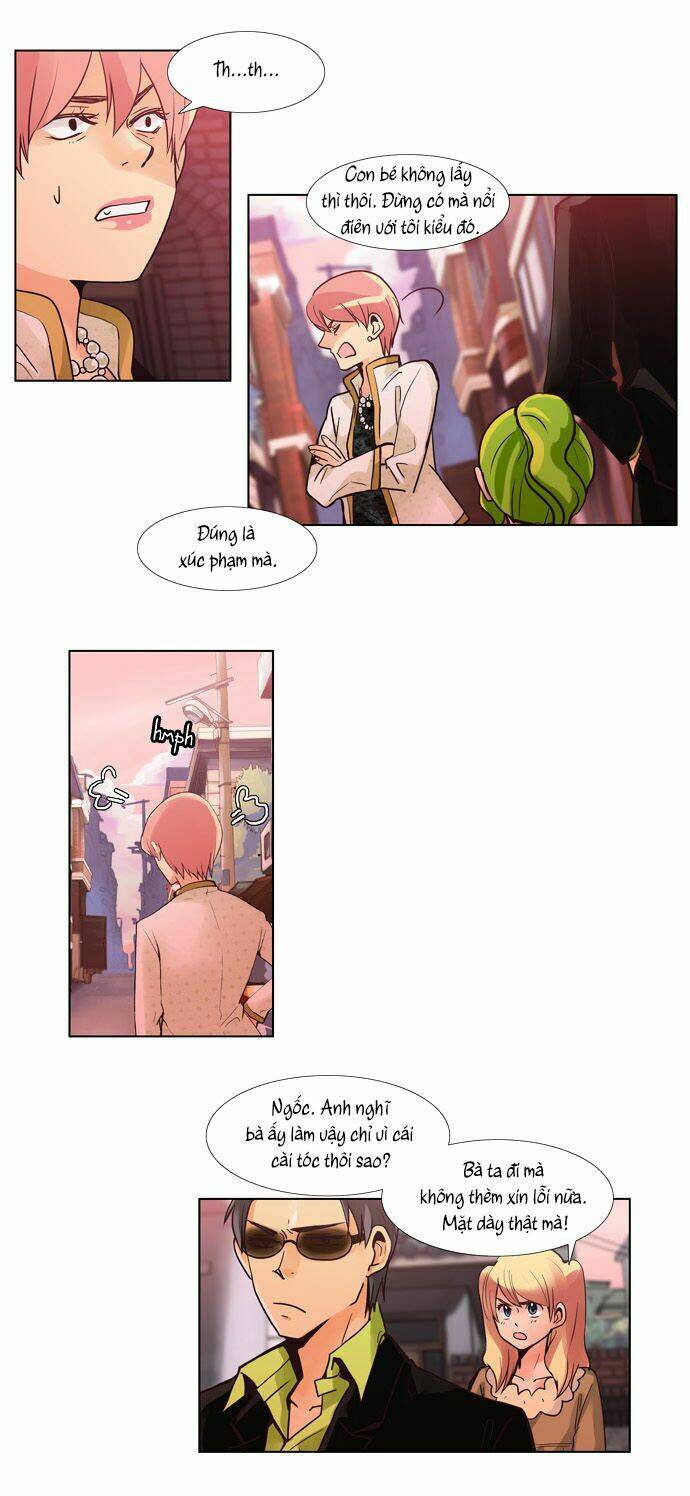 Th...th...
Con bé không lấy
thì thôi. Đừng có mà nổi
điên với tôi kiểu đó.
Đúng là
xúc phạm mà.
hmph
Ngốc. Anh nghĩ
bà ấy làm vậy chỉ vì cái
cài tóc thôi sao?
Bà ta đi mà
không thèm xin lỗi nữa.
Mặt dày thật mà!